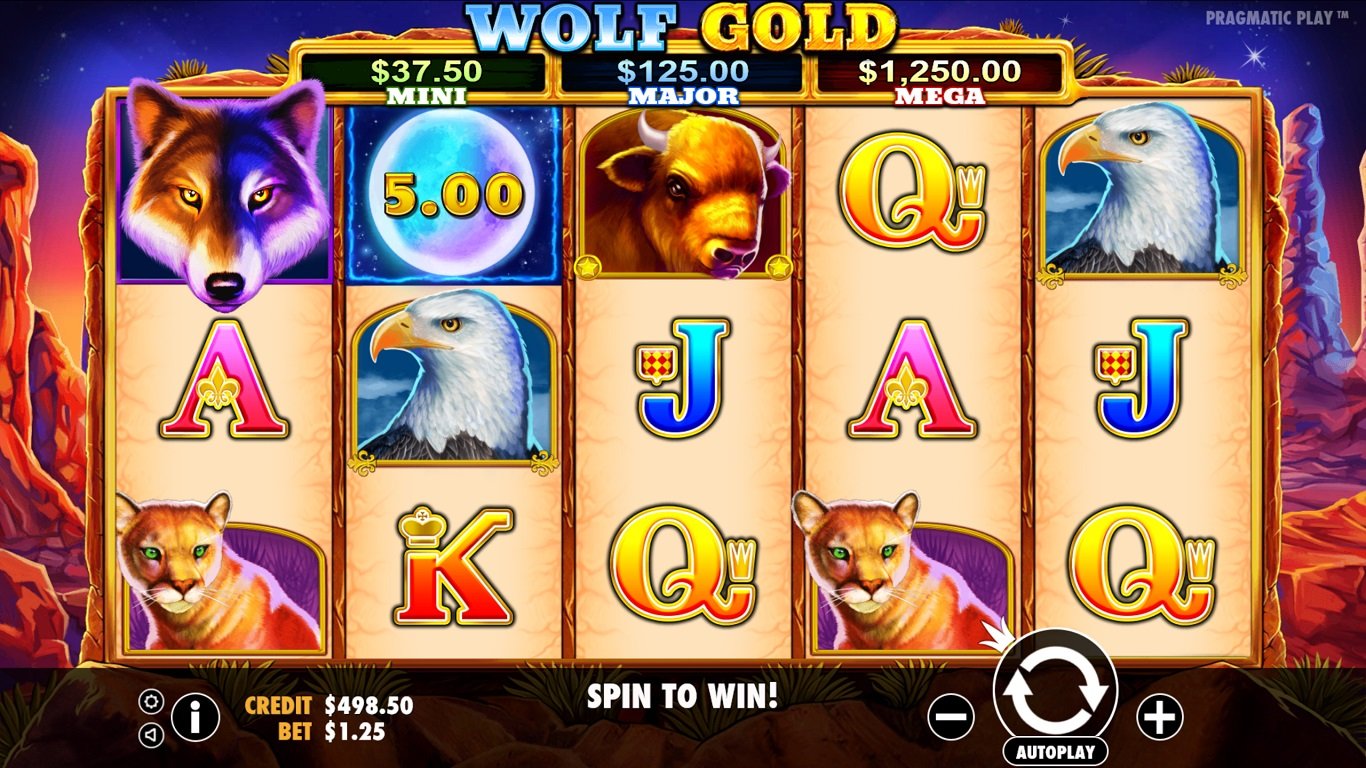 WOLF GOLD
PRAGMATIC PLAY™
$37.50 $125.00 $1,250.00
MINI MAJOR MEGA
5.00 Q
A J A J
K Q Q
SPIN TO WIN!
CREDIT $498.50
BET $1.25
AUTOPLAY